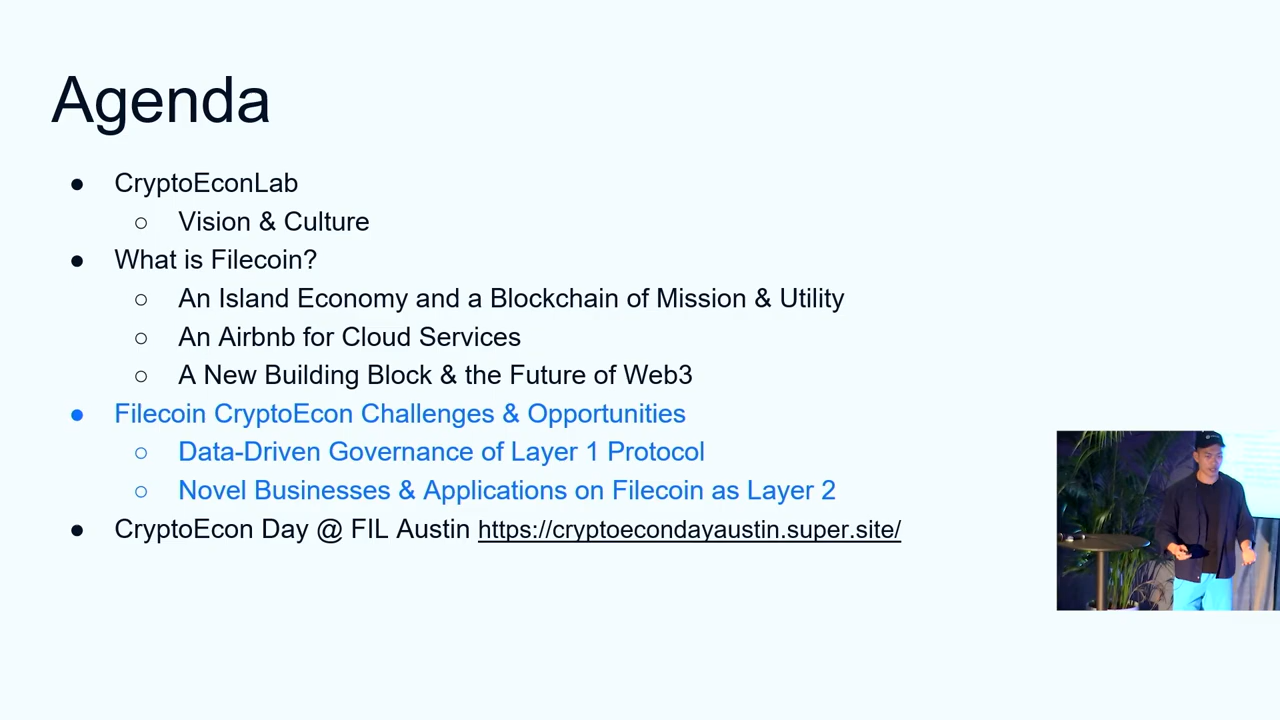 Agenda
● CryptoEconLab
○ Vision & Culture
● What is Filecoin?
○ An Island Economy and a Blockchain of Mission & Utility
○ An Airbnb for Cloud Services
○ A New Building Block & the Future of Web3
● Filecoin CryptoEcon Challenges & Opportunities
○ Data-Driven Governance of Layer 1 Protocol
○ Novel Businesses & Applications on Filecoin as Layer 2
● CryptoEcon Day @ FIL Austin https://cryptoecondayaustin.super.site/